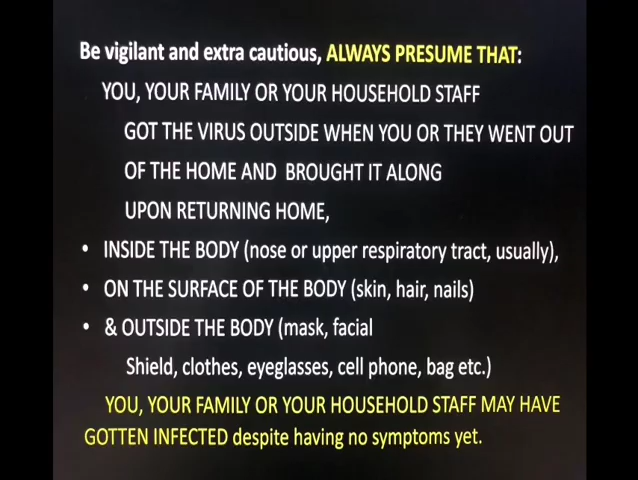 Be vigilant and extra cautious, ALWAYS PRESUME THAT:
YOU, YOUR FAMILY OR YOUR HOUSEHOLD STAFF
GOT THE VIRUS OUTSIDE WHEN YOU OR THEY WENT OUT
OF THE HOME AND BROUGHT IT ALONG
UPON RETURNING HOME,
• INSIDE THE BODY (nose or upper respiratory tract, usually),
• ON THE SURFACE OF THE BODY (skin, hair, nails)
• & OUTSIDE THE BODY (mask, facial
Shield, clothes, eyeglasses, cell phone, bag etc.)
YOU, YOUR FAMILY OR YOUR HOUSEHOLD STAFF MAY HAVE
GOTTEN INFECTED despite having no symptoms yet.